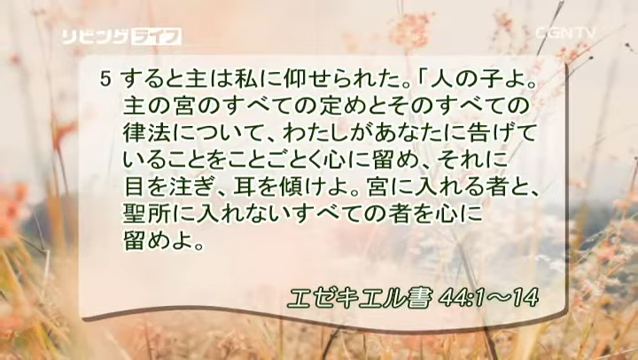 リビングライフ
CGNTV
5 すると主は私に仰せられた。「人の子よ。
主の宮のすべての定めとそのすべての
律法について、わたしがあなたに告げて
いることをことごとく心に留め、それに
目を注ぎ、耳を傾けよ。宮に入れる者と、
聖所に入れないすべての者を心に
留めよ。
エゼキエル書 44:1～14